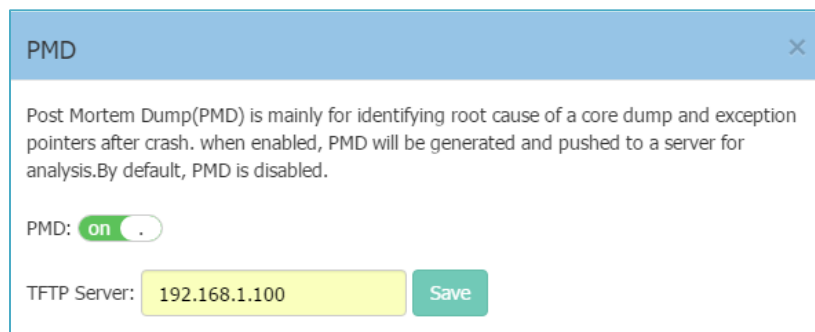 PMD ×
Post Mortem Dump(PMD) is mainly for identifying root cause of a core dump and exception
pointers after crash. when enabled, PMD will be generated and pushed to a server for
analysis.By default, PMD is disabled.
PMD: on .
TFTP Server: 192.168.1.100 Save